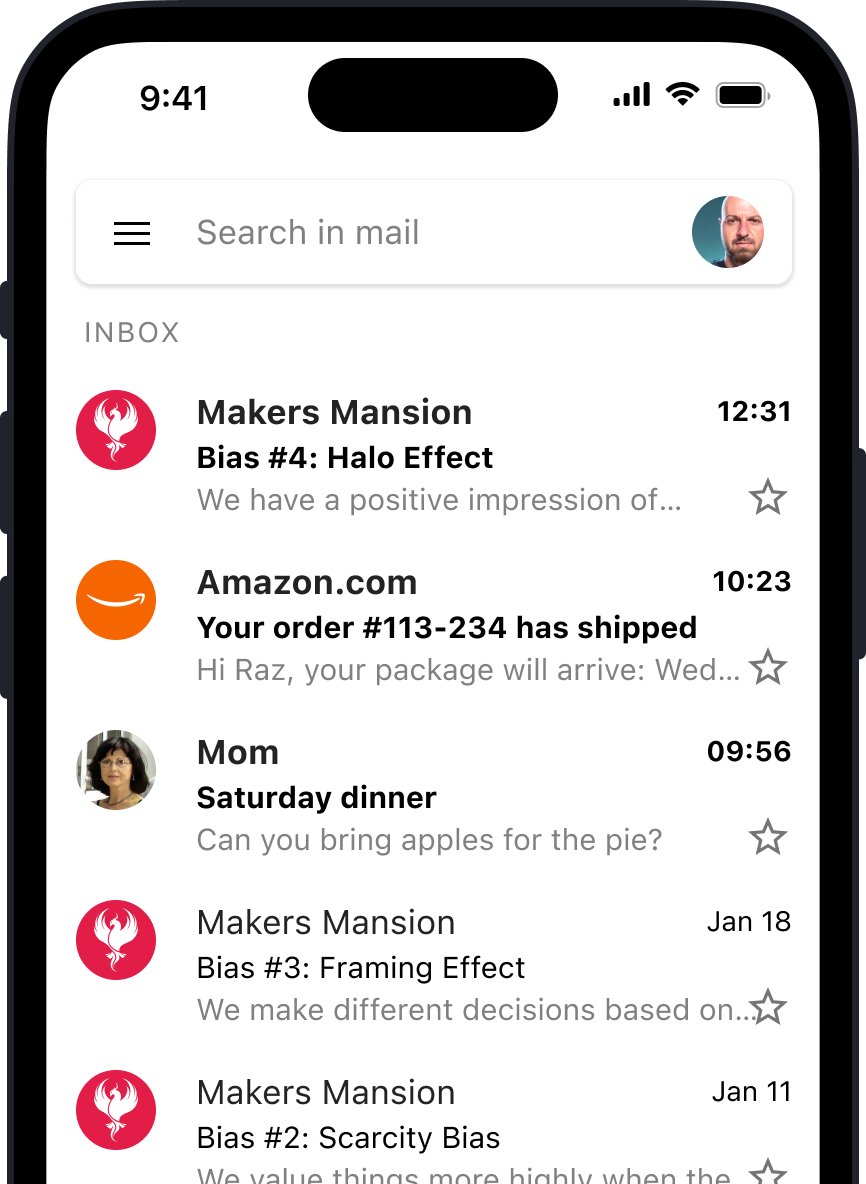 9:41
Search in mail
INBOX
Makers Mansion 12:31
Bias #4: Halo Effect
We have a positive impression of...
Amazon.com 10:23
Your order #113-234 has shipped
Hi Raz, your package will arrive: Wed...
Mom 09:56
Saturday dinner
Can you bring apples for the pie?
Makers Mansion Jan 18
Bias #3: Framing Effect
We make different decisions based on...
Makers Mansion Jan 11
Bias #2: Scarcity Bias
We value things more highly when the